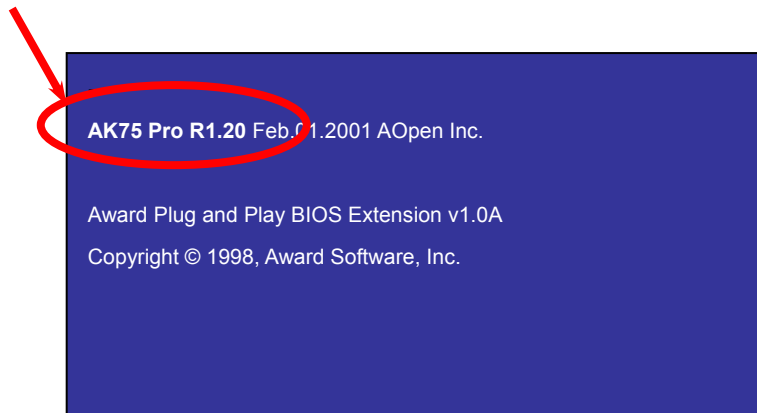 AK75 Pro R1.20 Feb.01.2001 AOpen Inc.
Award Plug and Play BIOS Extension v1.0A
Copyright © 1998, Award Software, Inc.